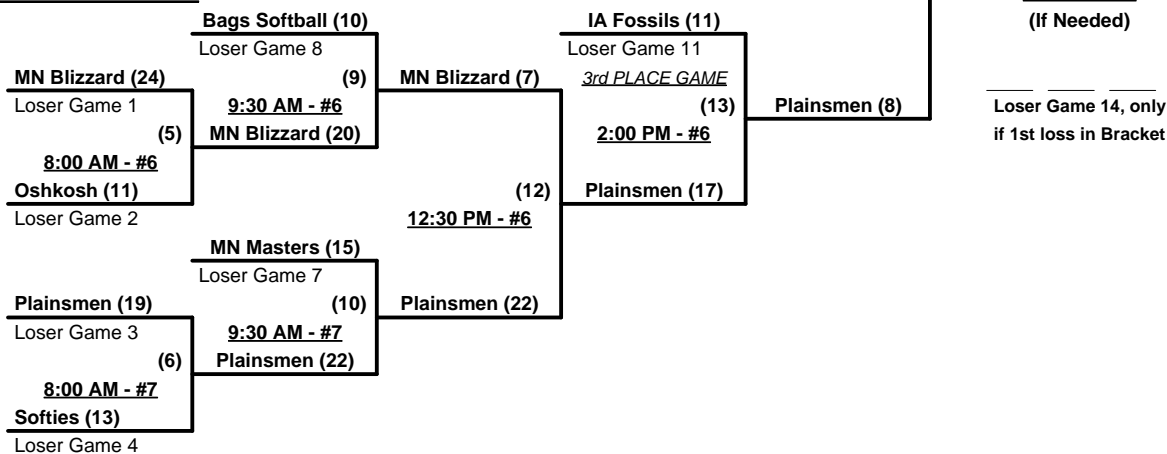 Bags Softball (10)
IA Fossils (11)
(If Needed)
Loser Game 8
Loser Game 11
MN Blizzard (24)
(9)
MN Blizzard (7)
3rd PLACE GAME
Loser Game 1
9:30 AM - #6
(13)
Plainsmen (8)
Loser Game 14, only
(5)
MN Blizzard (20)
2:00 PM - #6
if 1st loss in Bracket
8:00 AM - #6
Oshkosh (11)
(12)
Plainsmen (17)
Loser Game 2
12:30 PM - #6
MN Masters (15)
Loser Game 7
Plainsmen (19)
(10)
Plainsmen (22)
Loser Game 3
9:30 AM - #7
(6)
Plainsmen (22)
8:00 AM - #7
Softies (13)
Loser Game 4